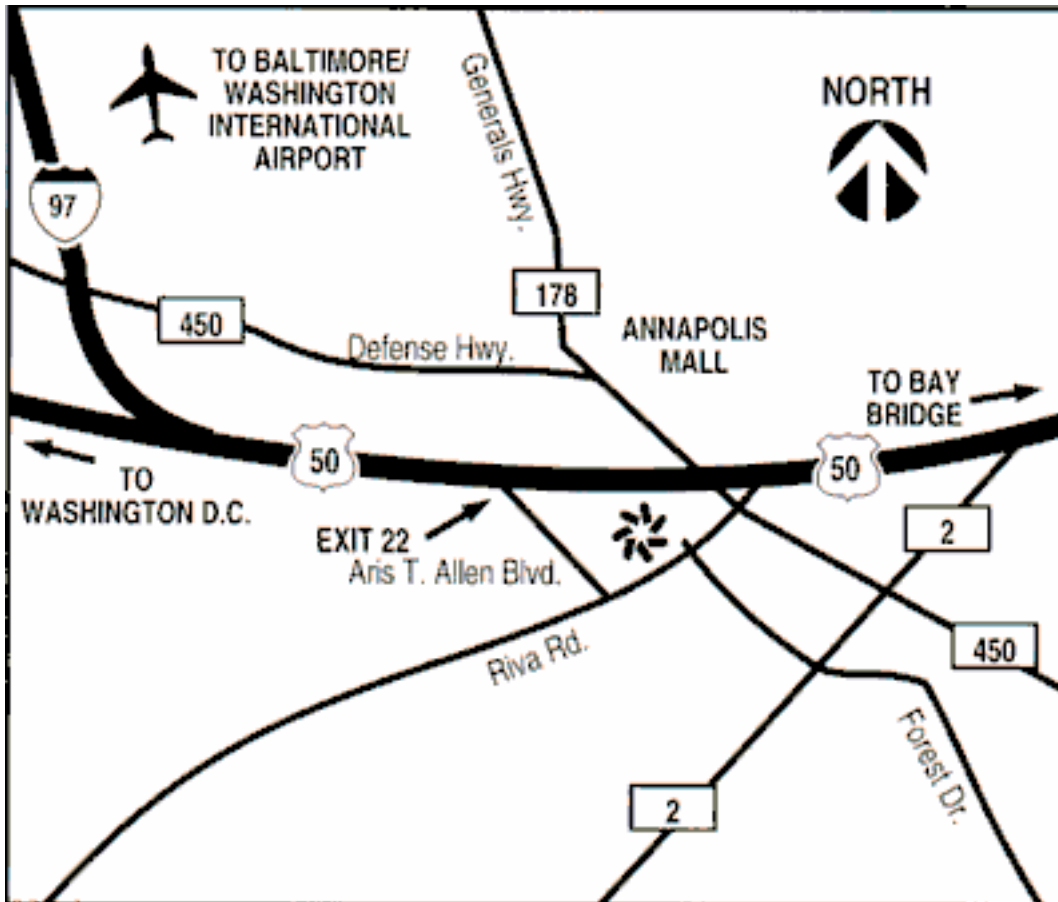 TO BALTIMORE/
WASHINGTON
INTERNATIONAL
AIRPORT
Generals Hwy.
NORTH
97
178
450
Defense Hwy.
ANNAPOLIS
MALL
TO BAY
BRIDGE
50
50
TO
WASHINGTON D.C.
EXIT 22
Aris T. Allen Blvd.
2
Riva Rd.
450
Forest Dr.
2